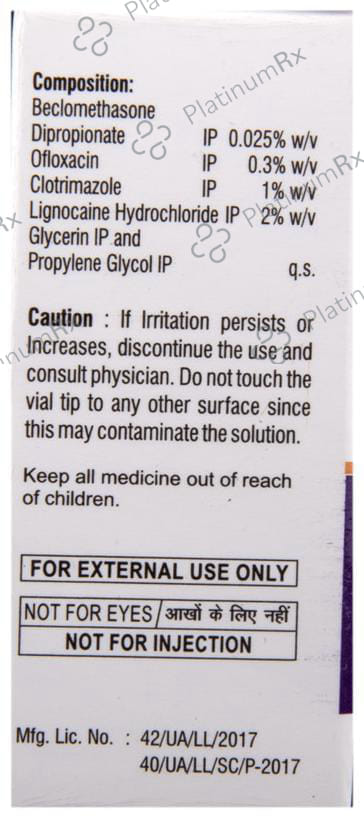 Composition:
Beclomethasone
Dipropionate IP 0.025% w/v
Ofloxacin IP 0.3% w/v
Clotrimazole IP 1% w/v
Lignocaine Hydrochloride IP 2% w/v
Glycerin IP and
Propylene Glycol IP q.s.
Caution : If Irritation persists or
Increases, discontinue the use and
consult physician. Do not touch the
vial tip to any other surface since
this may contaminate the solution.
Keep all medicine out of reach
of children.
FOR EXTERNAL USE ONLY
NOT FOR EYES / आखों के लिए नहीं
NOT FOR INJECTION
Mfg. Lic. No. : 42/UA/LL/2017
40/UA/LL/SC/P-2017
PlatinumRx
PlatinumRx